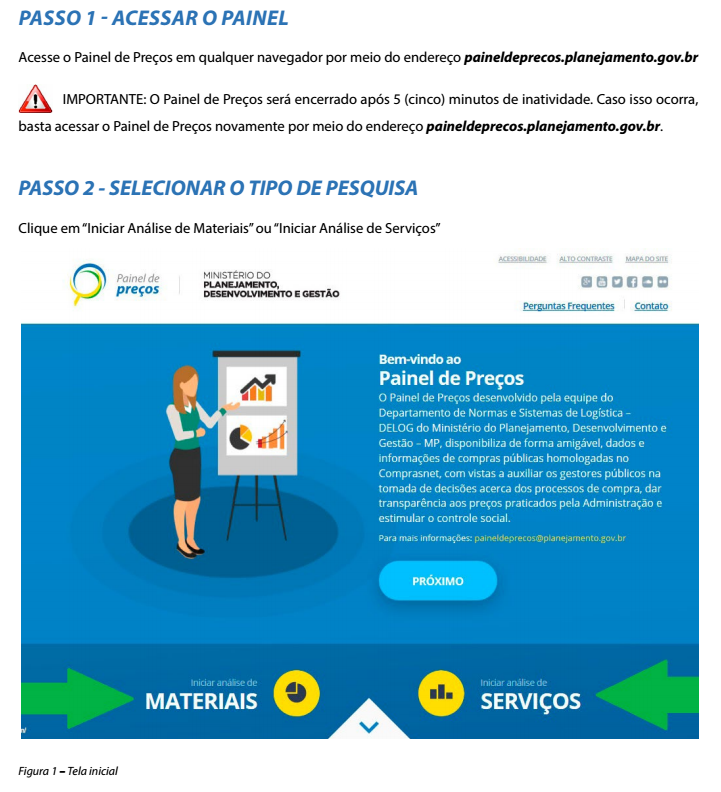 PASSO 1 - ACESSAR O PAINEL
Acesse o Painel de Preços em qualquer navegador por meio do endereço paineldeprecos.planejamento.gov.br
IMPORTANTE: O Painel de Preços será encerrado após 5 (cinco) minutos de inatividade. Caso isso ocorra,
basta acessar o Painel de Preços novamente por meio do endereço paineldeprecos.planejamento.gov.br.
PASSO 2 - SELECIONAR O TIPO DE PESQUISA
Clique em “Iniciar Análise de Materiais” ou “Iniciar Análise de Serviços”
ACESSIBILIDADE ALTO CONTRASTE MAPA DO SITE
Painel de
preços
MINISTÉRIO DO
PLANEJAMENTO,
DESENVOLVIMENTO E GESTÃO
Perguntas Frequentes Contato
Bem-vindo ao
Painel de Preços
O Painel de Preços desenvolvido pela equipe do
Departamento de Normas e Sistemas de Logística –
DELOG do Ministério do Planejamento, Desenvolvimento e
Gestão – MP, disponibiliza de forma amigável, dados e
informações de compras públicas homologadas no
Comprasnet, com vistas a auxiliar os gestores públicos na
tomada de decisões acerca dos processos de compra, dar
transparência aos preços praticados pela Administração e
estimular o controle social.
Para mais informações: paineldeprecos@planejamento.gov.br
PRÓXIMO
Iniciar análise de
MATERIAIS
Iniciar análise de
SERVIÇOS
Figura 1 – Tela inicial